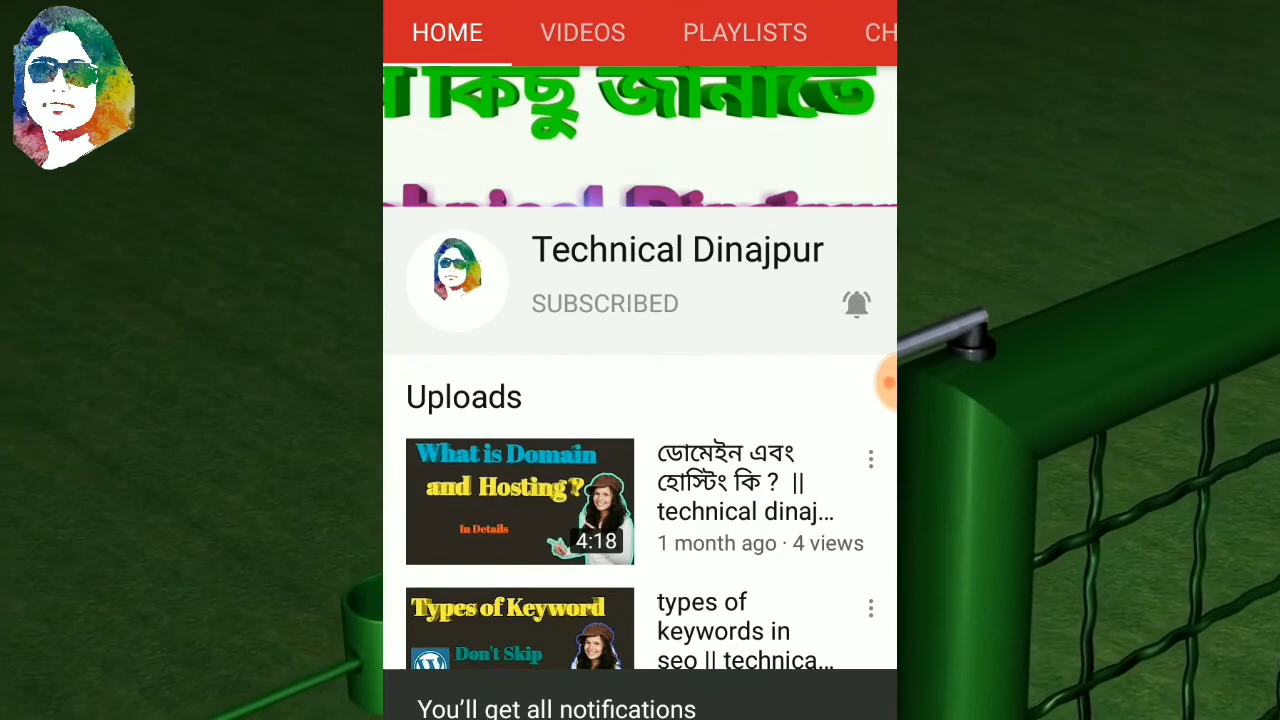 HOME VIDEOS PLAYLISTS CH
কিছু জানাতে
Technical Dinajpur
SUBSCRIBED
Uploads
What is Domain
and Hosting?
In Details
4:18
ডোমেইন এবং
হোস্টিং কি ? ||
technical dinaj...
1 month ago · 4 views
Types of Keyword
Don't Skip
types of
keywords in
seo || technica...
You'll get all notifications